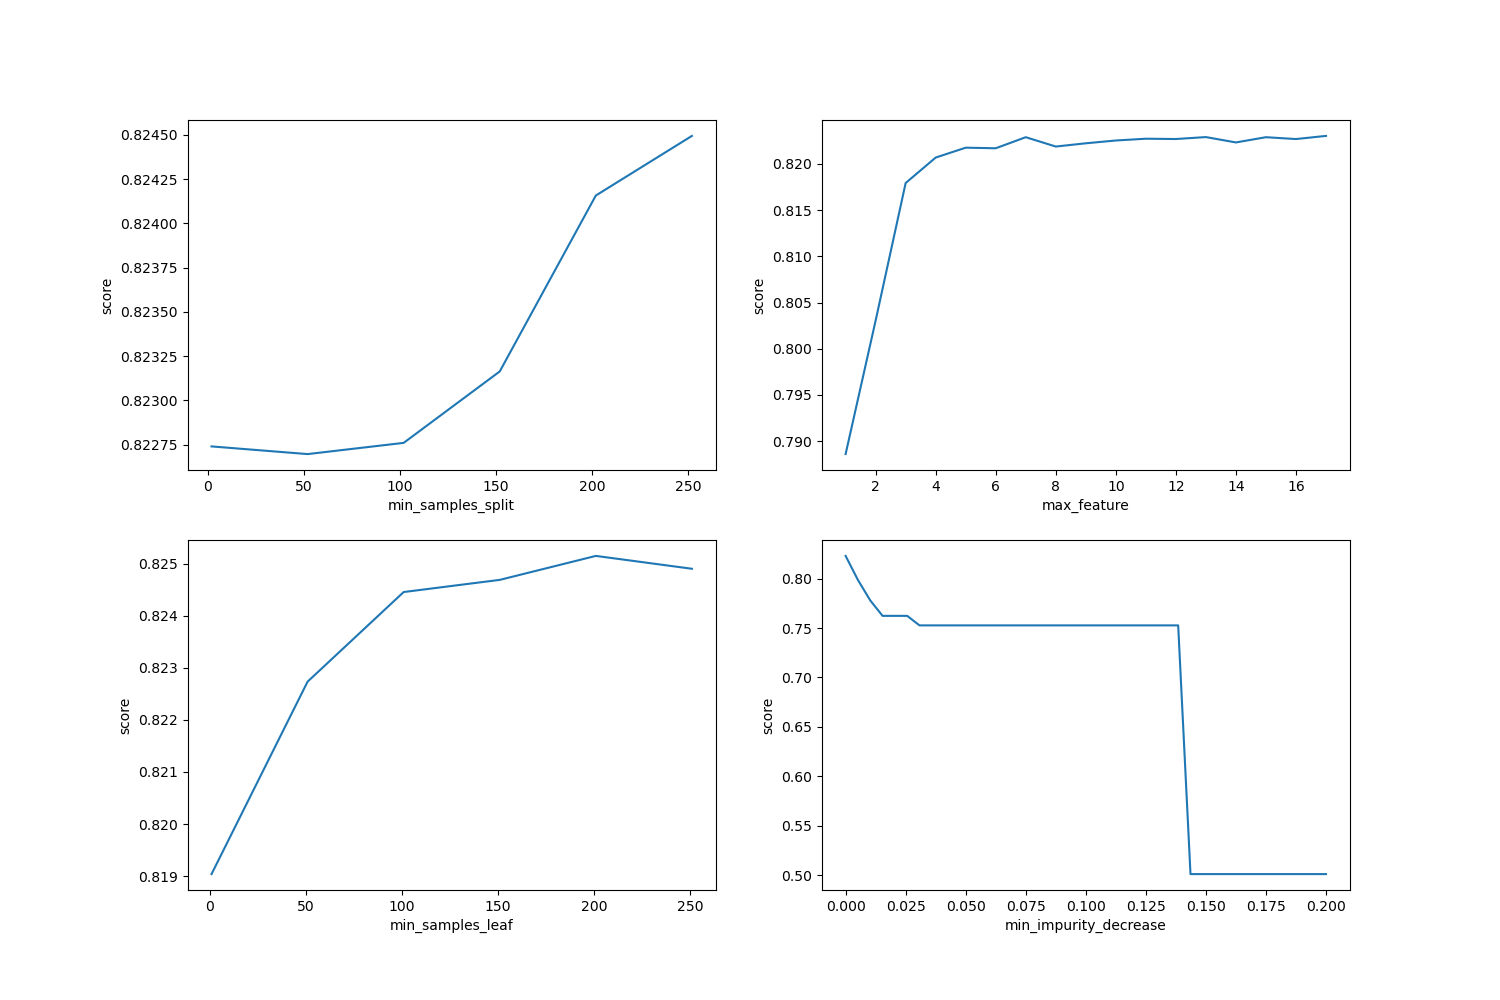 0.82450
0.82425
0.82400
0.82375
0.82350
0.82325
0.82300
0.82275
score
0 50 100 150 200 250
min_samples_split
0.820
0.815
0.810
0.805
0.800
0.795
0.790
score
2 4 6 8 10 12 14 16
max_feature
0.825
0.824
0.823
0.822
0.821
0.820
0.819
score
0 50 100 150 200 250
min_samples_leaf
0.80
0.75
0.70
0.65
0.60
0.55
0.50
score
0.000 0.025 0.050 0.075 0.100 0.125 0.150 0.175 0.200
min_impurity_decrease